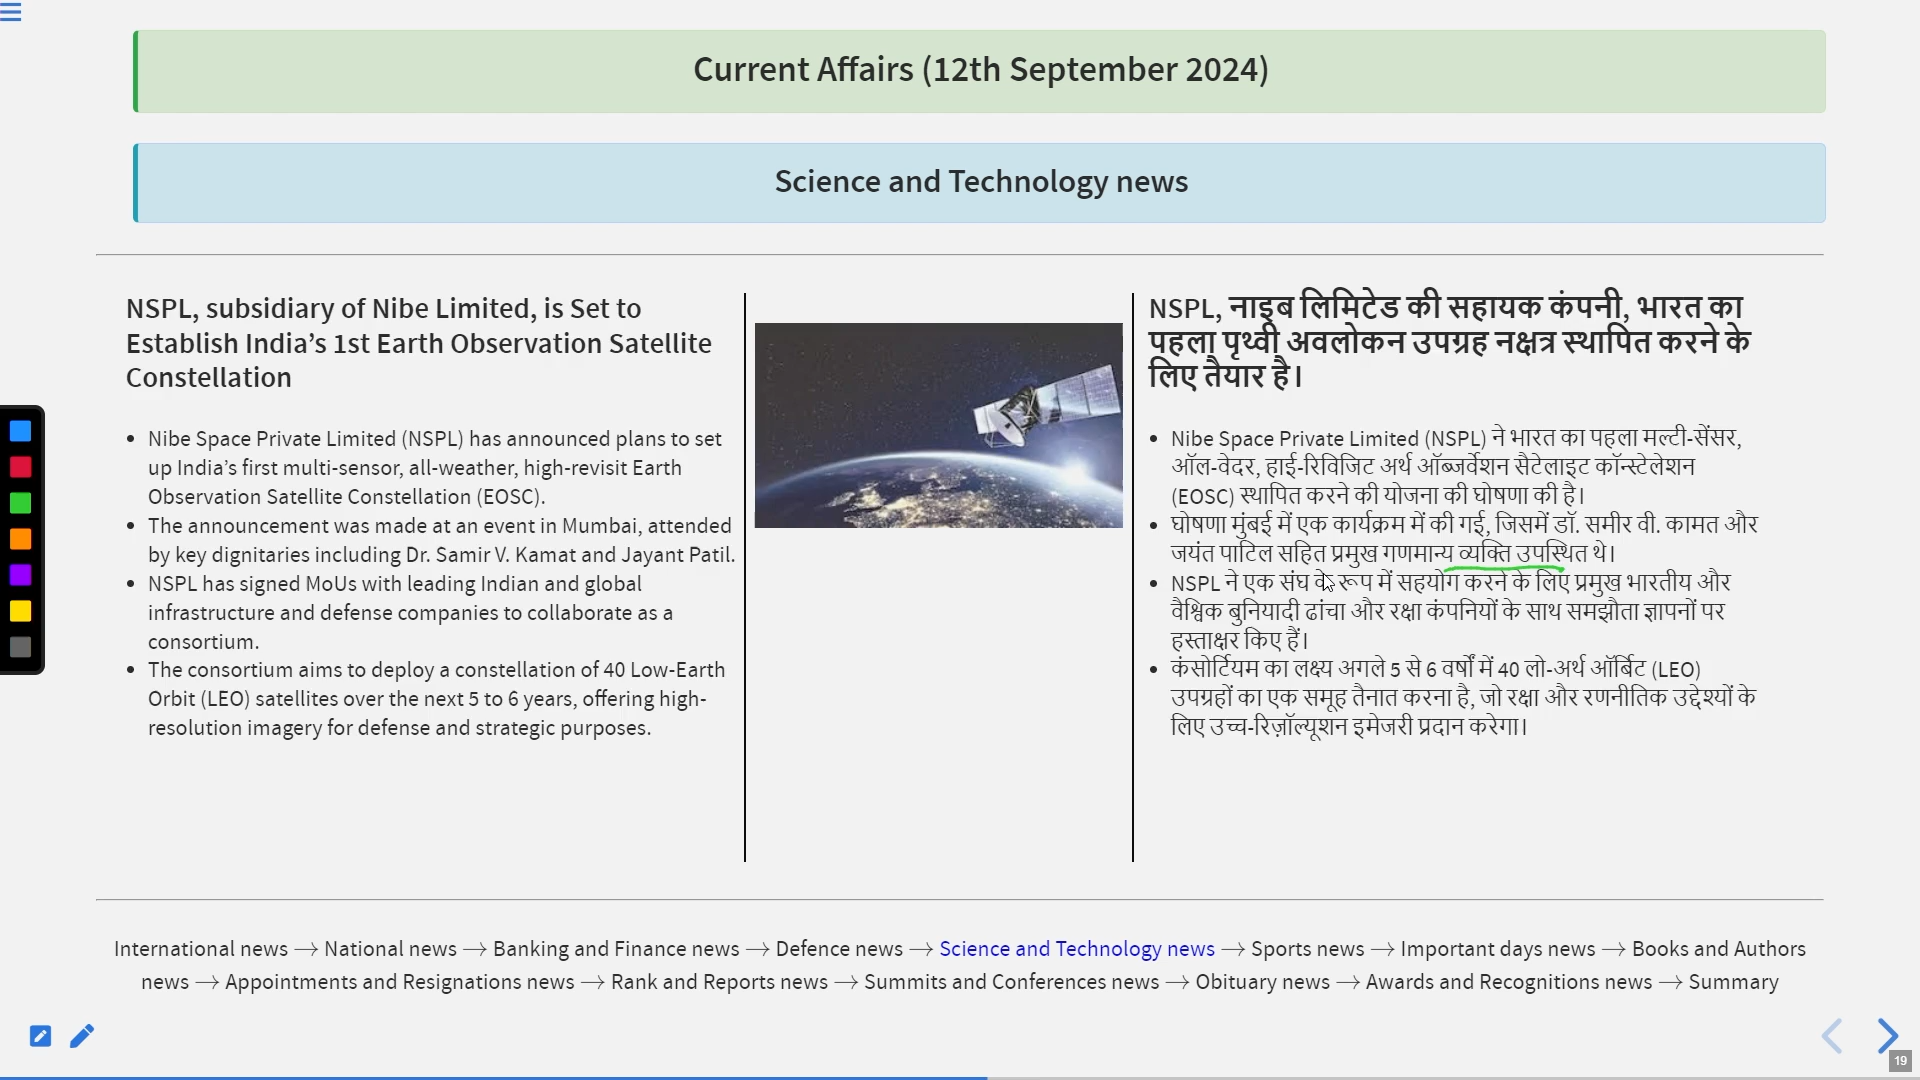 Current Affairs (12th September 2024)
Science and Technology news
NSPL, subsidiary of Nibe Limited, is Set to
Establish India’s 1st Earth Observation Satellite
Constellation
Nibe Space Private Limited (NSPL) has announced plans to set
up India’s first multi-sensor, all-weather, high-revisit Earth
Observation Satellite Constellation (EOSC).
The announcement was made at an event in Mumbai, attended
by key dignitaries including Dr. Samir V. Kamat and Jayant Patil.
NSPL has signed MoUs with leading Indian and global
infrastructure and defense companies to collaborate as a
consortium.
The consortium aims to deploy a constellation of 40 Low-Earth
Orbit (LEO) satellites over the next 5 to 6 years, offering high-
resolution imagery for defense and strategic purposes.
NSPL, नाइब लिमिटेड की सहायक कंपनी, भारत का
पहला पृथ्वी अवलोकन उपग्रह नक्षत्र स्थापित करने के
लिए तैयार है।
Nibe Space Private Limited (NSPL) ने भारत का पहला मल्टी-सेंसर,
ऑल-वेदर, हाई-रिविजिट अर्थ ऑब्जर्वेशन सैटेलाइट कॉन्स्टेलेशन
(EOSC) स्थापित करने की योजना की घोषणा की है।
घोषणा मुंबई में एक कार्यक्रम में की गई, जिसमें डॉ. समीर वी. कामत और
जयंत पाटिल सहित प्रमुख गणमान्य व्यक्ति उपस्थित थे।
NSPL ने एक संघ के रूप में सहयोग करने के लिए प्रमुख भारतीय और
वैश्विक बुनियादी ढांचा और रक्षा कंपनियों के साथ समझौता ज्ञापनों पर
हस्ताक्षर किए हैं।
कंसोर्टियम का लक्ष्य अगले 5 से 6 वर्षों में 40 लो-अर्थ ऑर्बिट (LEO)
उपग्रहों का एक समूह तैनात करना है, जो रक्षा और रणनीतिक उद्देश्यों के
लिए उच्च-रिज़ॉल्यूशन इमेजरी प्रदान करेगा।
International news → National news → Banking and Finance news → Defence news → Science and Technology news → Sports news → Important days news → Books and Authors
news → Appointments and Resignations news → Rank and Reports news → Summits and Conferences news → Obituary news → Awards and Recognitions news → Summary
19